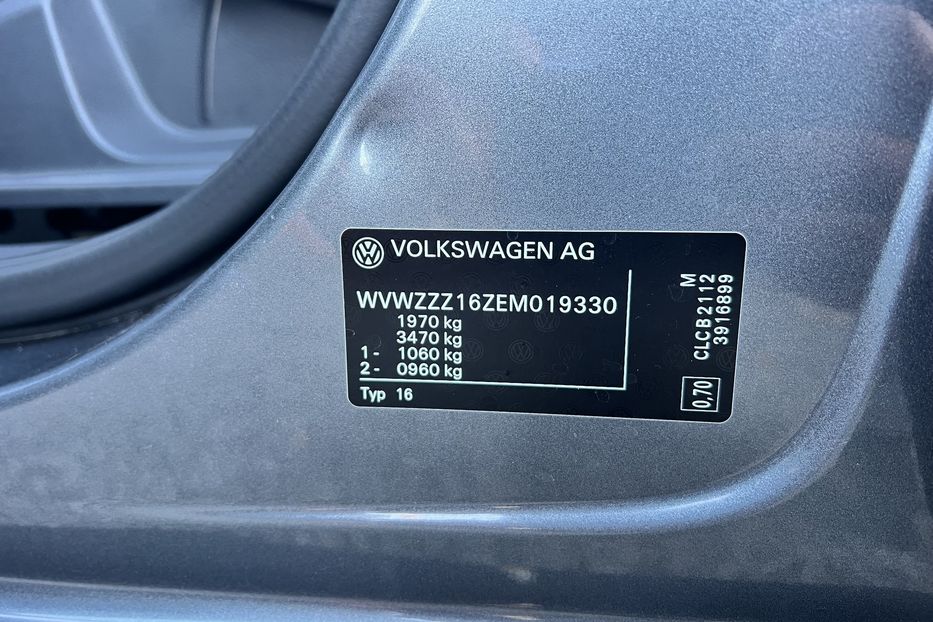 VOLKSWAGEN AG
WVWZZZ16ZEM019330
1970 kg
3470 kg
1- 1060 kg
2- 0960 kg
Typ 16
M
CLCB2112
3916899
0,70